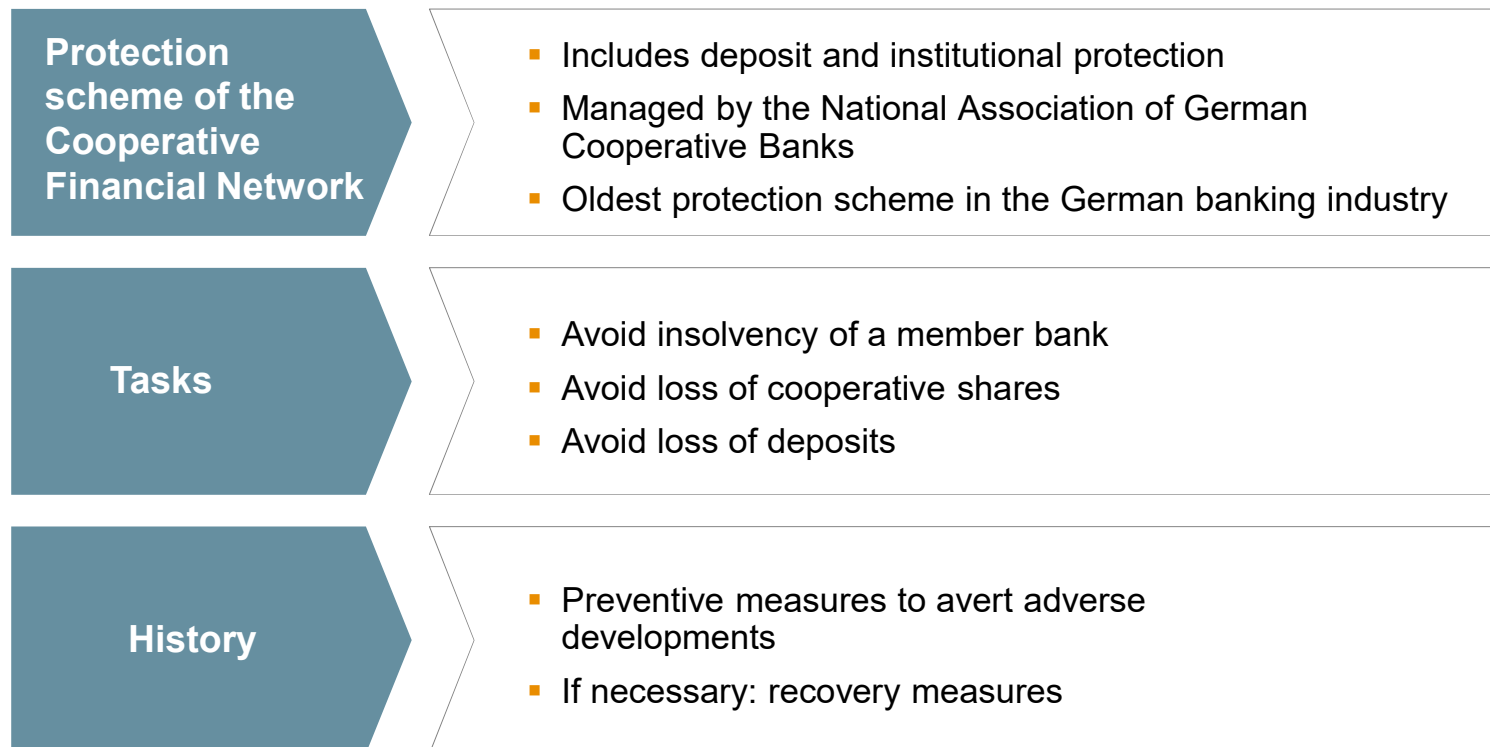 Protection
scheme of the
Cooperative
Financial Network
▪ Includes deposit and institutional protection
▪ Managed by the National Association of German
Cooperative Banks
▪ Oldest protection scheme in the German banking industry
Tasks
▪ Avoid insolvency of a member bank
▪ Avoid loss of cooperative shares
▪ Avoid loss of deposits
History
▪ Preventive measures to avert adverse
developments
▪ If necessary: recovery measures